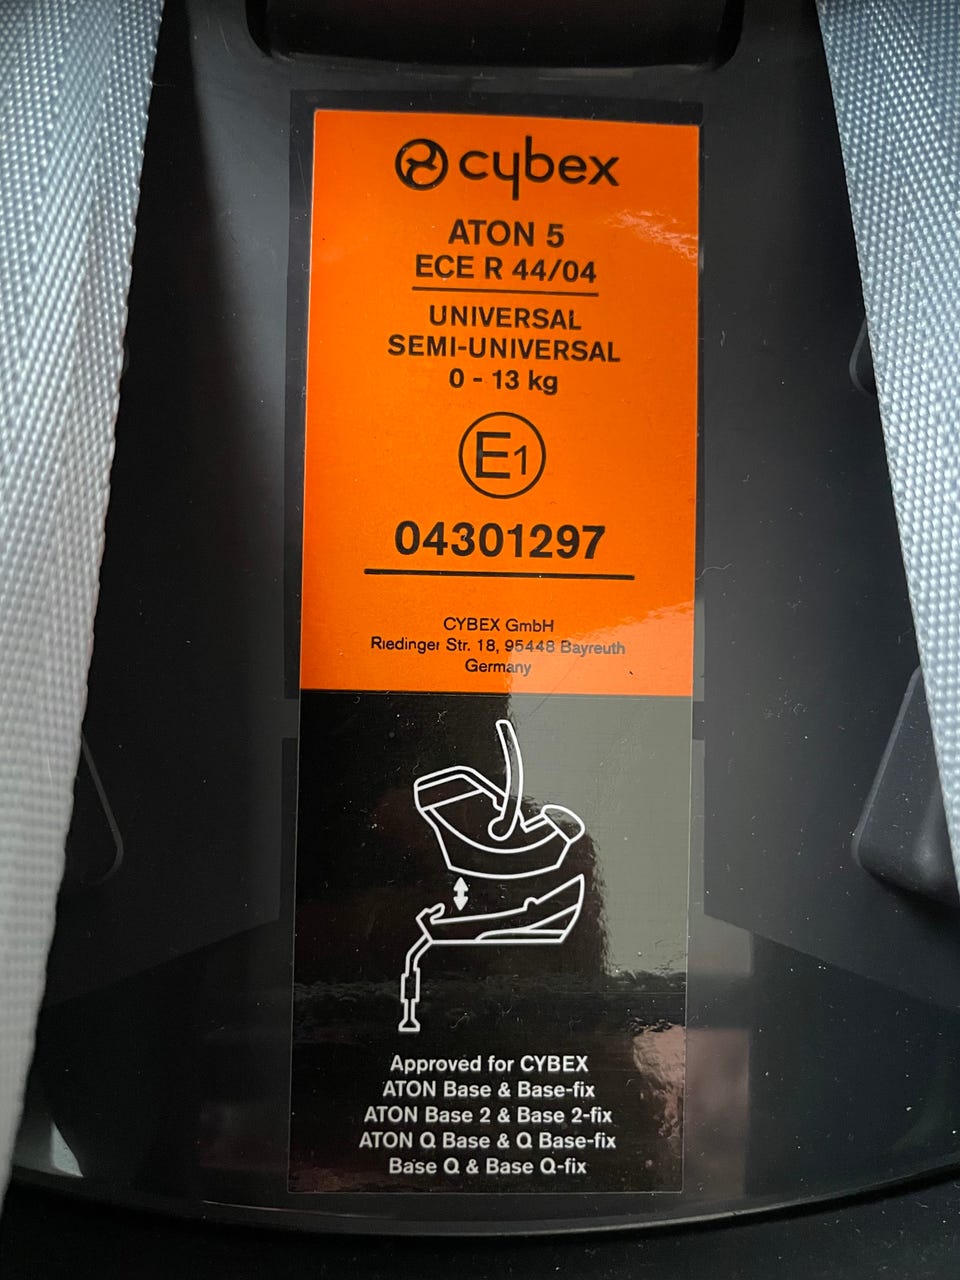 cybex
ATON 5
ECE R 44/04
UNIVERSAL
SEMI-UNIVERSAL
0 - 13 kg
E1
04301297
CYBEX GmbH
Riedinger Str. 18, 95448 Bayreuth
Germany
Approved for CYBEX
ATON Base & Base-fix
ATON Base 2 & Base 2-fix
ATON Q Base & Q Base-fix
Base Q & Base Q-fix